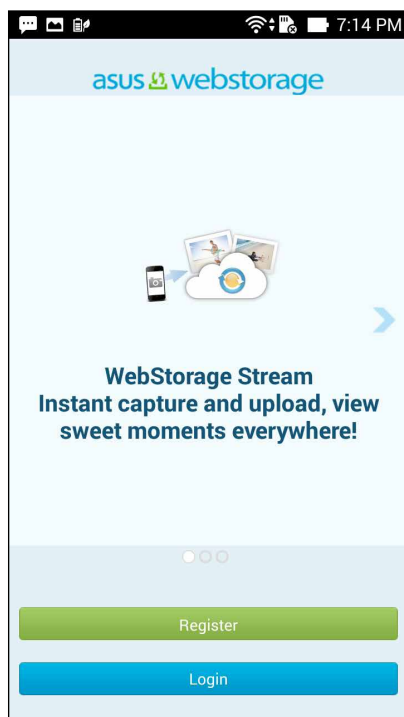 7:14 PM
asus webstorage
WebStorage Stream
Instant capture and upload, view
sweet moments everywhere!
Register
Login